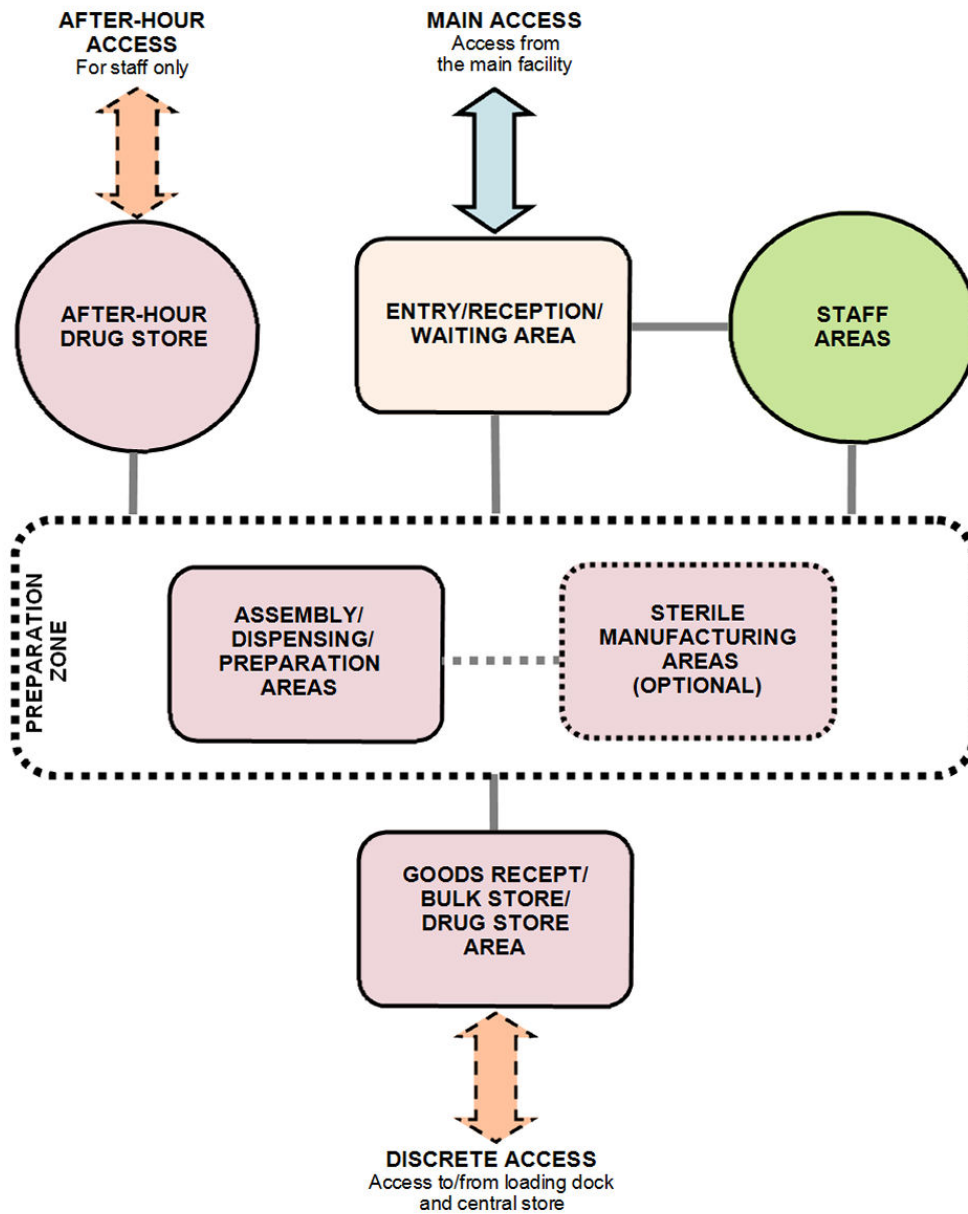 AFTER-HOUR
ACCESS
For staff only
MAIN ACCESS
Access from
the main facility
AFTER-HOUR
DRUG STORE
ENTRY/RECEPTION/
WAITING AREA
STAFF
AREAS
PREPARATION
ZONE
ASSEMBLY/
DISPENSING/
PREPARATION
AREAS
STERILE
MANUFACTURING
AREAS
(OPTIONAL)
GOODS RECEPT/
BULK STORE/
DRUG STORE
AREA
DISCRETE ACCESS
Access to/from loading dock
and central store